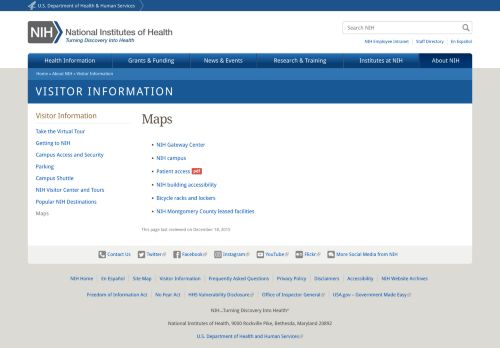 U.S. Department of Health & Human Services
NIH National Institutes of Health
Turning Discovery Into Health
Search NIH
NIH Employee Intranet | Staff Directory | En Español
Health Information Grants & Funding News & Events Research & Training Institutes at NIH About NIH
Home » About NIH » Visitor Information
VISITOR INFORMATION
Visitor Information
Take the Virtual Tour
Getting to NIH
Campus Access and Security
Parking
Campus Shuttle
NIH Visitor Center and Tours
Popular NIH Destinations
Maps
Maps
• NIH Gateway Center
• NIH campus
• Patient access pdf
• NIH building accessibility
• Bicycle racks and lockers
• NIH Montgomery County leased facilities
This page last reviewed on December 18, 2015
Contact Us Twitter Facebook Instagram YouTube Flickr More Social Media from NIH
NIH Home | En Español | Site Map | Visitor Information | Frequently Asked Questions | Privacy Policy | Disclaimers | Accessibility | NIH Website Archives
Freedom of Information Act | No Fear Act | HHS Vulnerability Disclosure | Office of Inspector General | USA.gov – Government Made Easy
NIH...Turning Discovery Into Health®
National Institutes of Health, 9000 Rockville Pike, Bethesda, Maryland 20892
U.S. Department of Health and Human Services